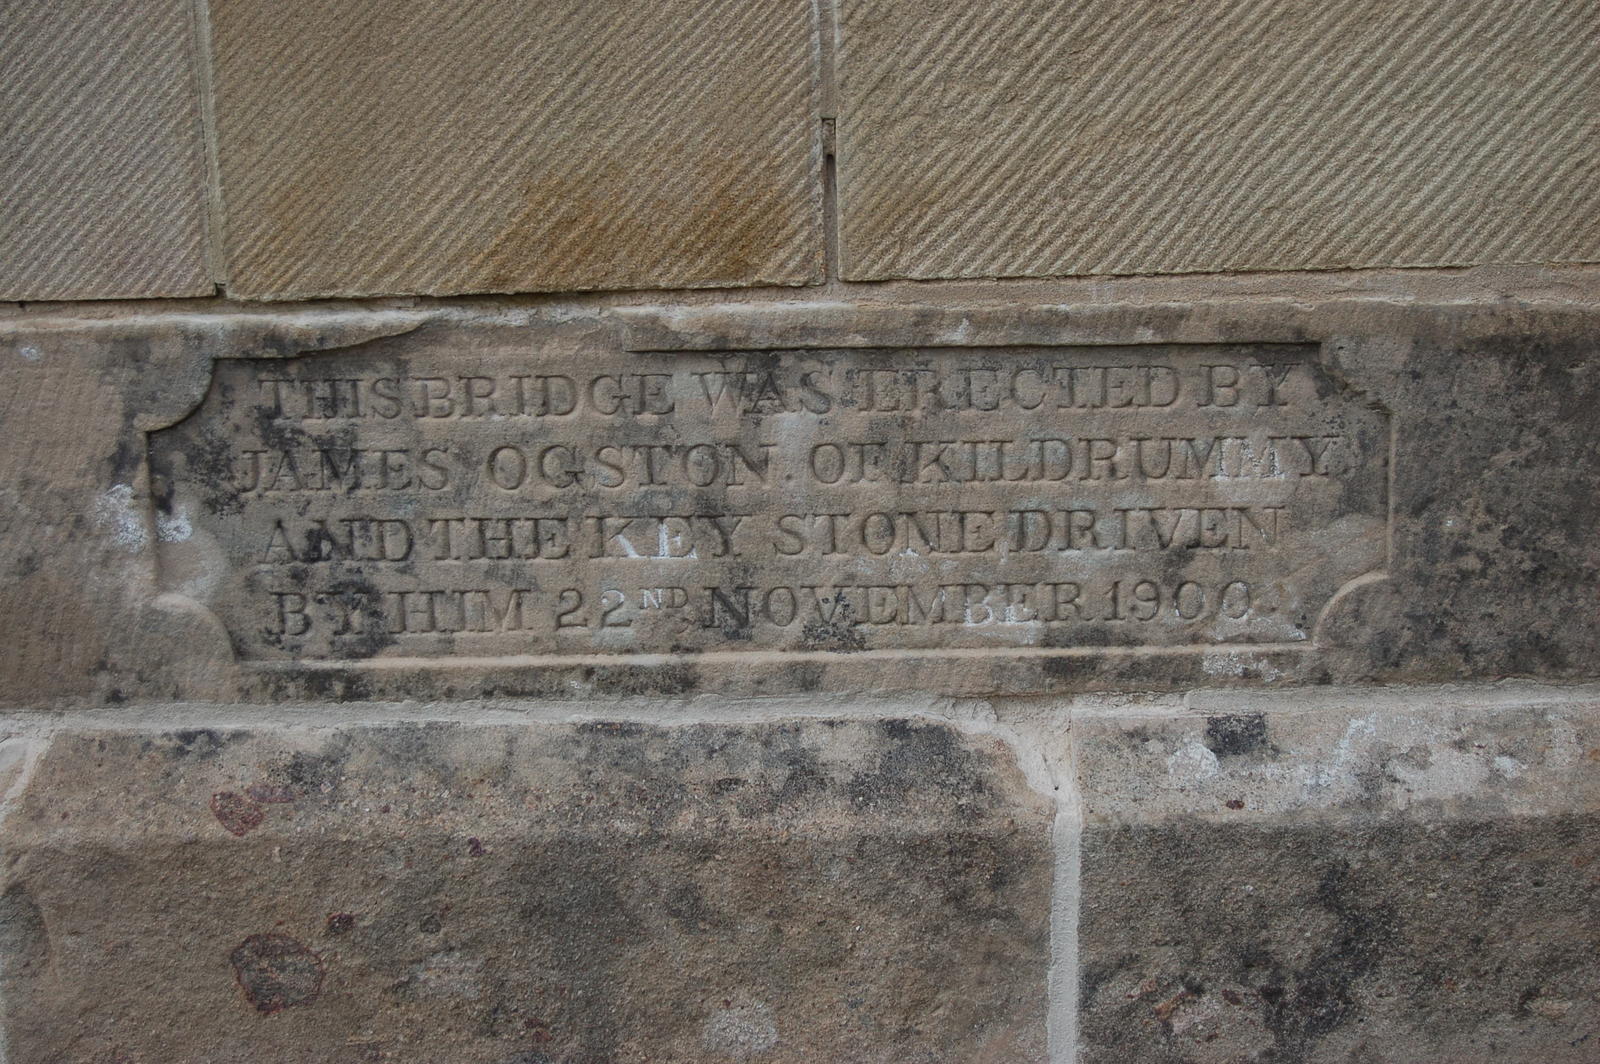 THIS BRIDGE WAS ERECTED BY
JAMES OGSTON. OF KILDRUMMY
AND THE KEY STONE DRIVEN
BY HIM 22ND NOVEMBER 1900.